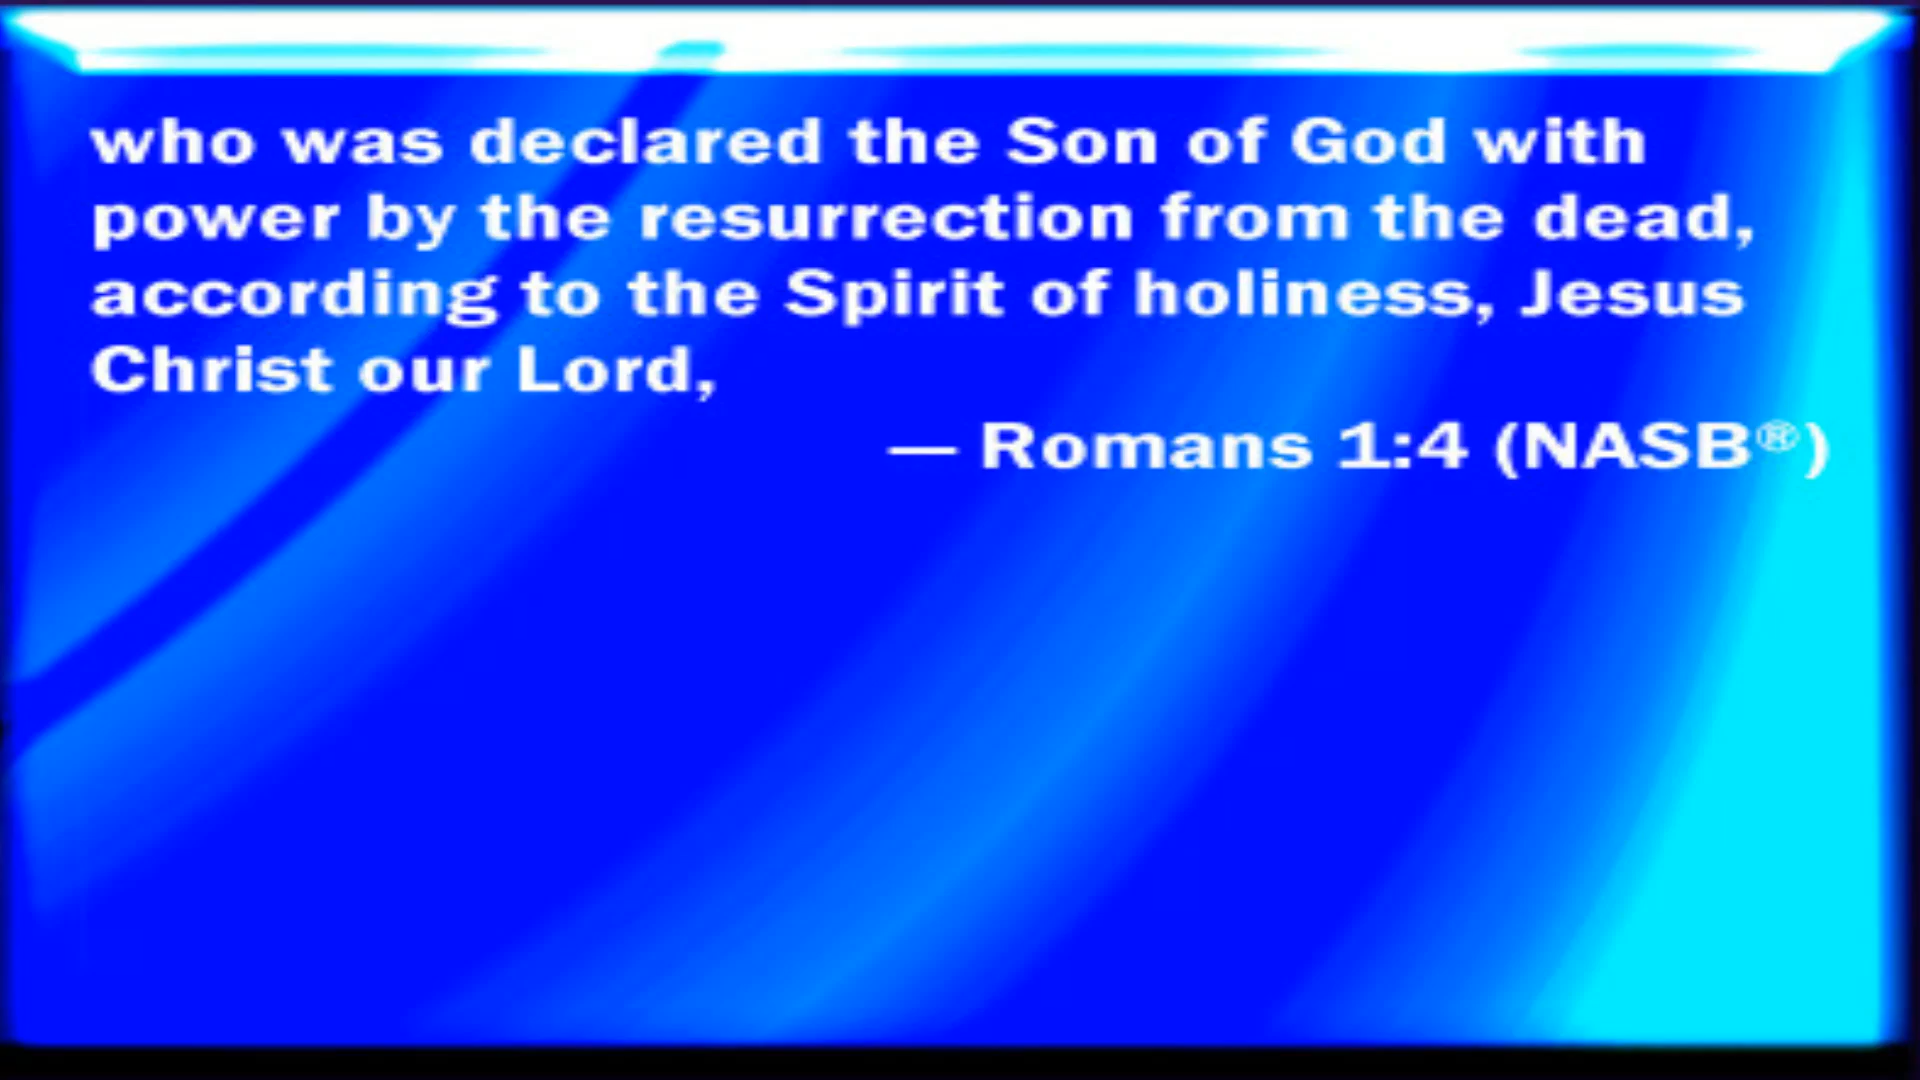 who was declared the Son of God with
power by the resurrection from the dead,
according to the Spirit of holiness, Jesus
Christ our Lord,
— Romans 1:4 (NASB®)